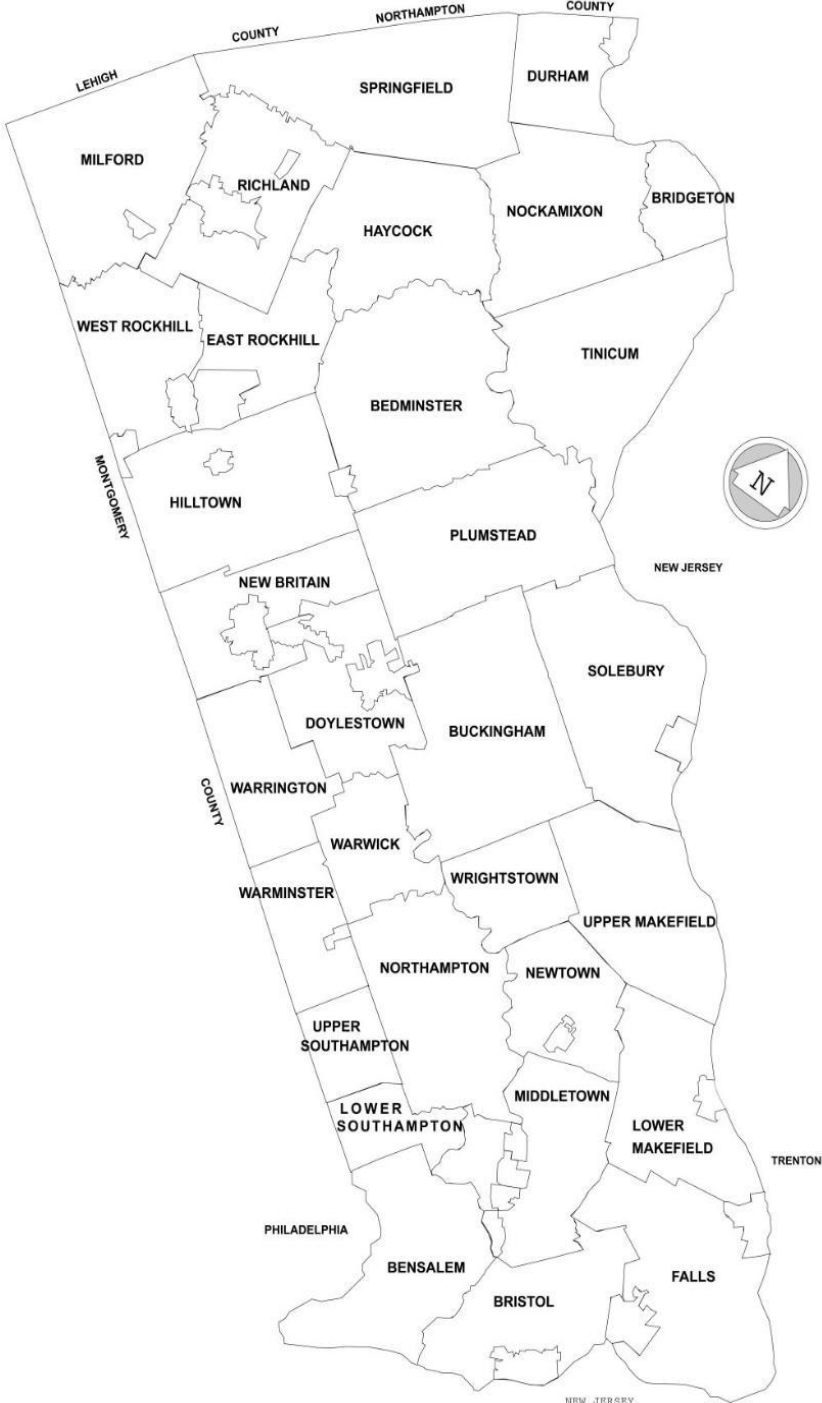 NORTHAMPTON
COUNTY
COUNTY
LEHIGH
DURHAM
SPRINGFIELD
MILFORD
RICHLAND
BRIDGETON
NOCKAMIXON
HAYCOCK
WEST ROCKHILL
EAST ROCKHILL
TINICUM
BEDMINSTER
N
MONTGOMERY
HILLTOWN
PLUMSTEAD
NEW JERSEY
NEW BRITAIN
SOLEBURY
DOYLESTOWN
BUCKINGHAM
COUNTY
WARRINGTON
WARWICK
WRIGHTSTOWN
WARMINSTER
UPPER MAKEFIELD
NORTHAMPTON
NEWTOWN
UPPER
SOUTHAMPTON
MIDDLETOWN
LOWER
SOUTHAMPTON
LOWER
MAKEFIELD
TRENTON
PHILADELPHIA
BENSALEM
FALLS
BRISTOL
NEW JERSEY